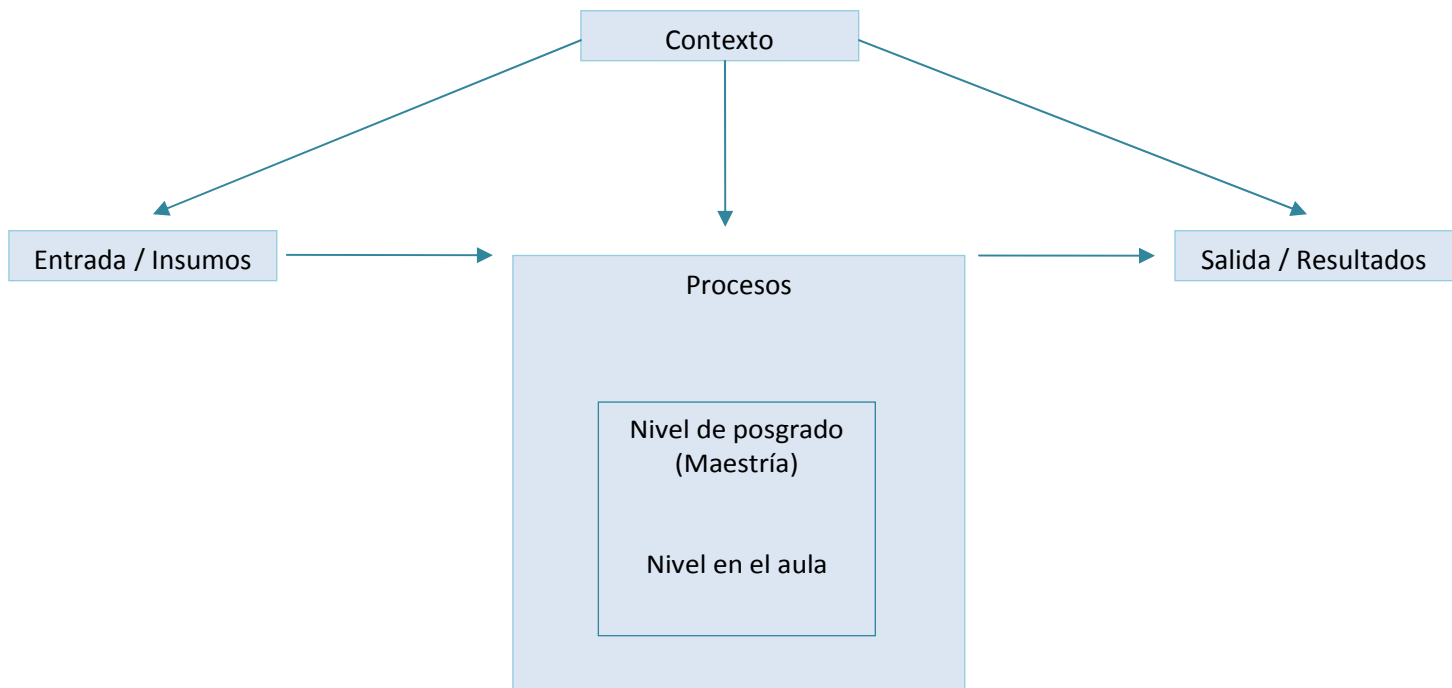 Contexto
Entrada / Insumos
Salida / Resultados
Procesos
Nivel de posgrado
(Maestría)
Nivel en el aula